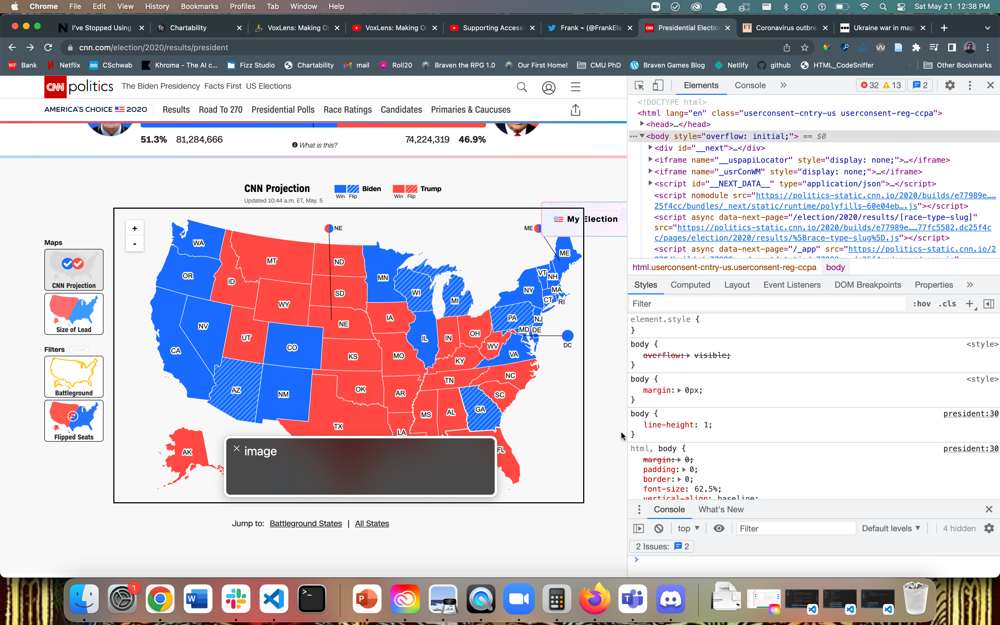 Chrome File Edit View History Bookmarks Profiles Tab Window Help Sat May 21 12:38 PM
I've Stopped Using Chartability VoxLens: Making Or VoxLens: Making Or Supporting Accessi Frank ⌁ (@FrankEla Presidential Electio Coronavirus outbre Ukraine war in map
cnn.com/election/2020/results/president
Bank Netflix CSchwab Khroma - The AI c... Fizz Studio Chartability mail Roll20 Braven the RPG 1.0 Our First Home! CMU PhD Braven Games Blog Netlify github HTML_CodeSniffer » Other Bookmarks
CNN politics The Biden Presidency Facts First US Elections
AMERICA'S CHOICE 2020 Results Road To 270 Presidential Polls Race Ratings Candidates Primaries & Caucuses
51.3% 81,284,666 What is this? 74,224,319 46.9%
CNN Projection
Updated 10:44 a.m. ET, May. 5
Win Flip Biden
Win Flip Trump
My Election
Maps
CNN Projection
Size of Lead
Filters CLEAR
Battleground
Flipped Seats
+
-
NE
ME
WA
MT
ND
MN
ME
OR
ID
SD
WI
MI
VT
NH
NY
MA
CT
RI
WY
IA
PA
NJ
NV
NE
MD
DE
UT
CO
IL
IN
OH
WV
DC
CA
KS
MO
KY
VA
NC
TN
AZ
NM
OK
AR
SC
MS
AL
GA
TX
LA
AK
FL
× image
Jump to: Battleground States | All States
Elements Console » 32 13 2
<!DOCTYPE html>
<html lang="en" class="userconsent-cntry-us userconsent-reg-ccpa">
<head>…</head>
<body style="overflow: initial;"> == $0
<div id="__next">…</div>
<iframe name="__uspapiLocator" style="display: none;">…</iframe>
<iframe name="_usrConWM" style="display: none;">…</iframe>
<script id="__NEXT_DATA__" type="application/json">…</script>
<script nomodule src="https://politics-static.cnn.io/2020/builds/e77989e……
25f4cc/bundles/_next/static/runtime/polyfills-60e04eb….js"></script>
<script async data-next-page="/election/2020/results/[race-type-slug]"
src="https://politics-static.cnn.io/2020/builds/e77989e……77fc5582.dc25f4c
c/pages/election/2020/results/%5Brace-type-slug%5D.js"></script>
<script async data-next-page="/_app" src="https://politics-static.cnn.io/2
html.userconsent-cntry-us.userconsent-reg-ccpa body
Styles Computed Layout Event Listeners DOM Breakpoints Properties »
Filter :hov .cls +
element.style {
}
body { <style>
overflow: visible;
}
body { <style>
margin: 0px;
}
body { president:30
line-height: 1;
}
html, body { president:30
margin: 0;
padding: 0;
border: 0;
font-size: 62.5%;
vertical-align: baseline;
Console What's New
top Filter Default levels 4 hidden
2 Issues: 2
1